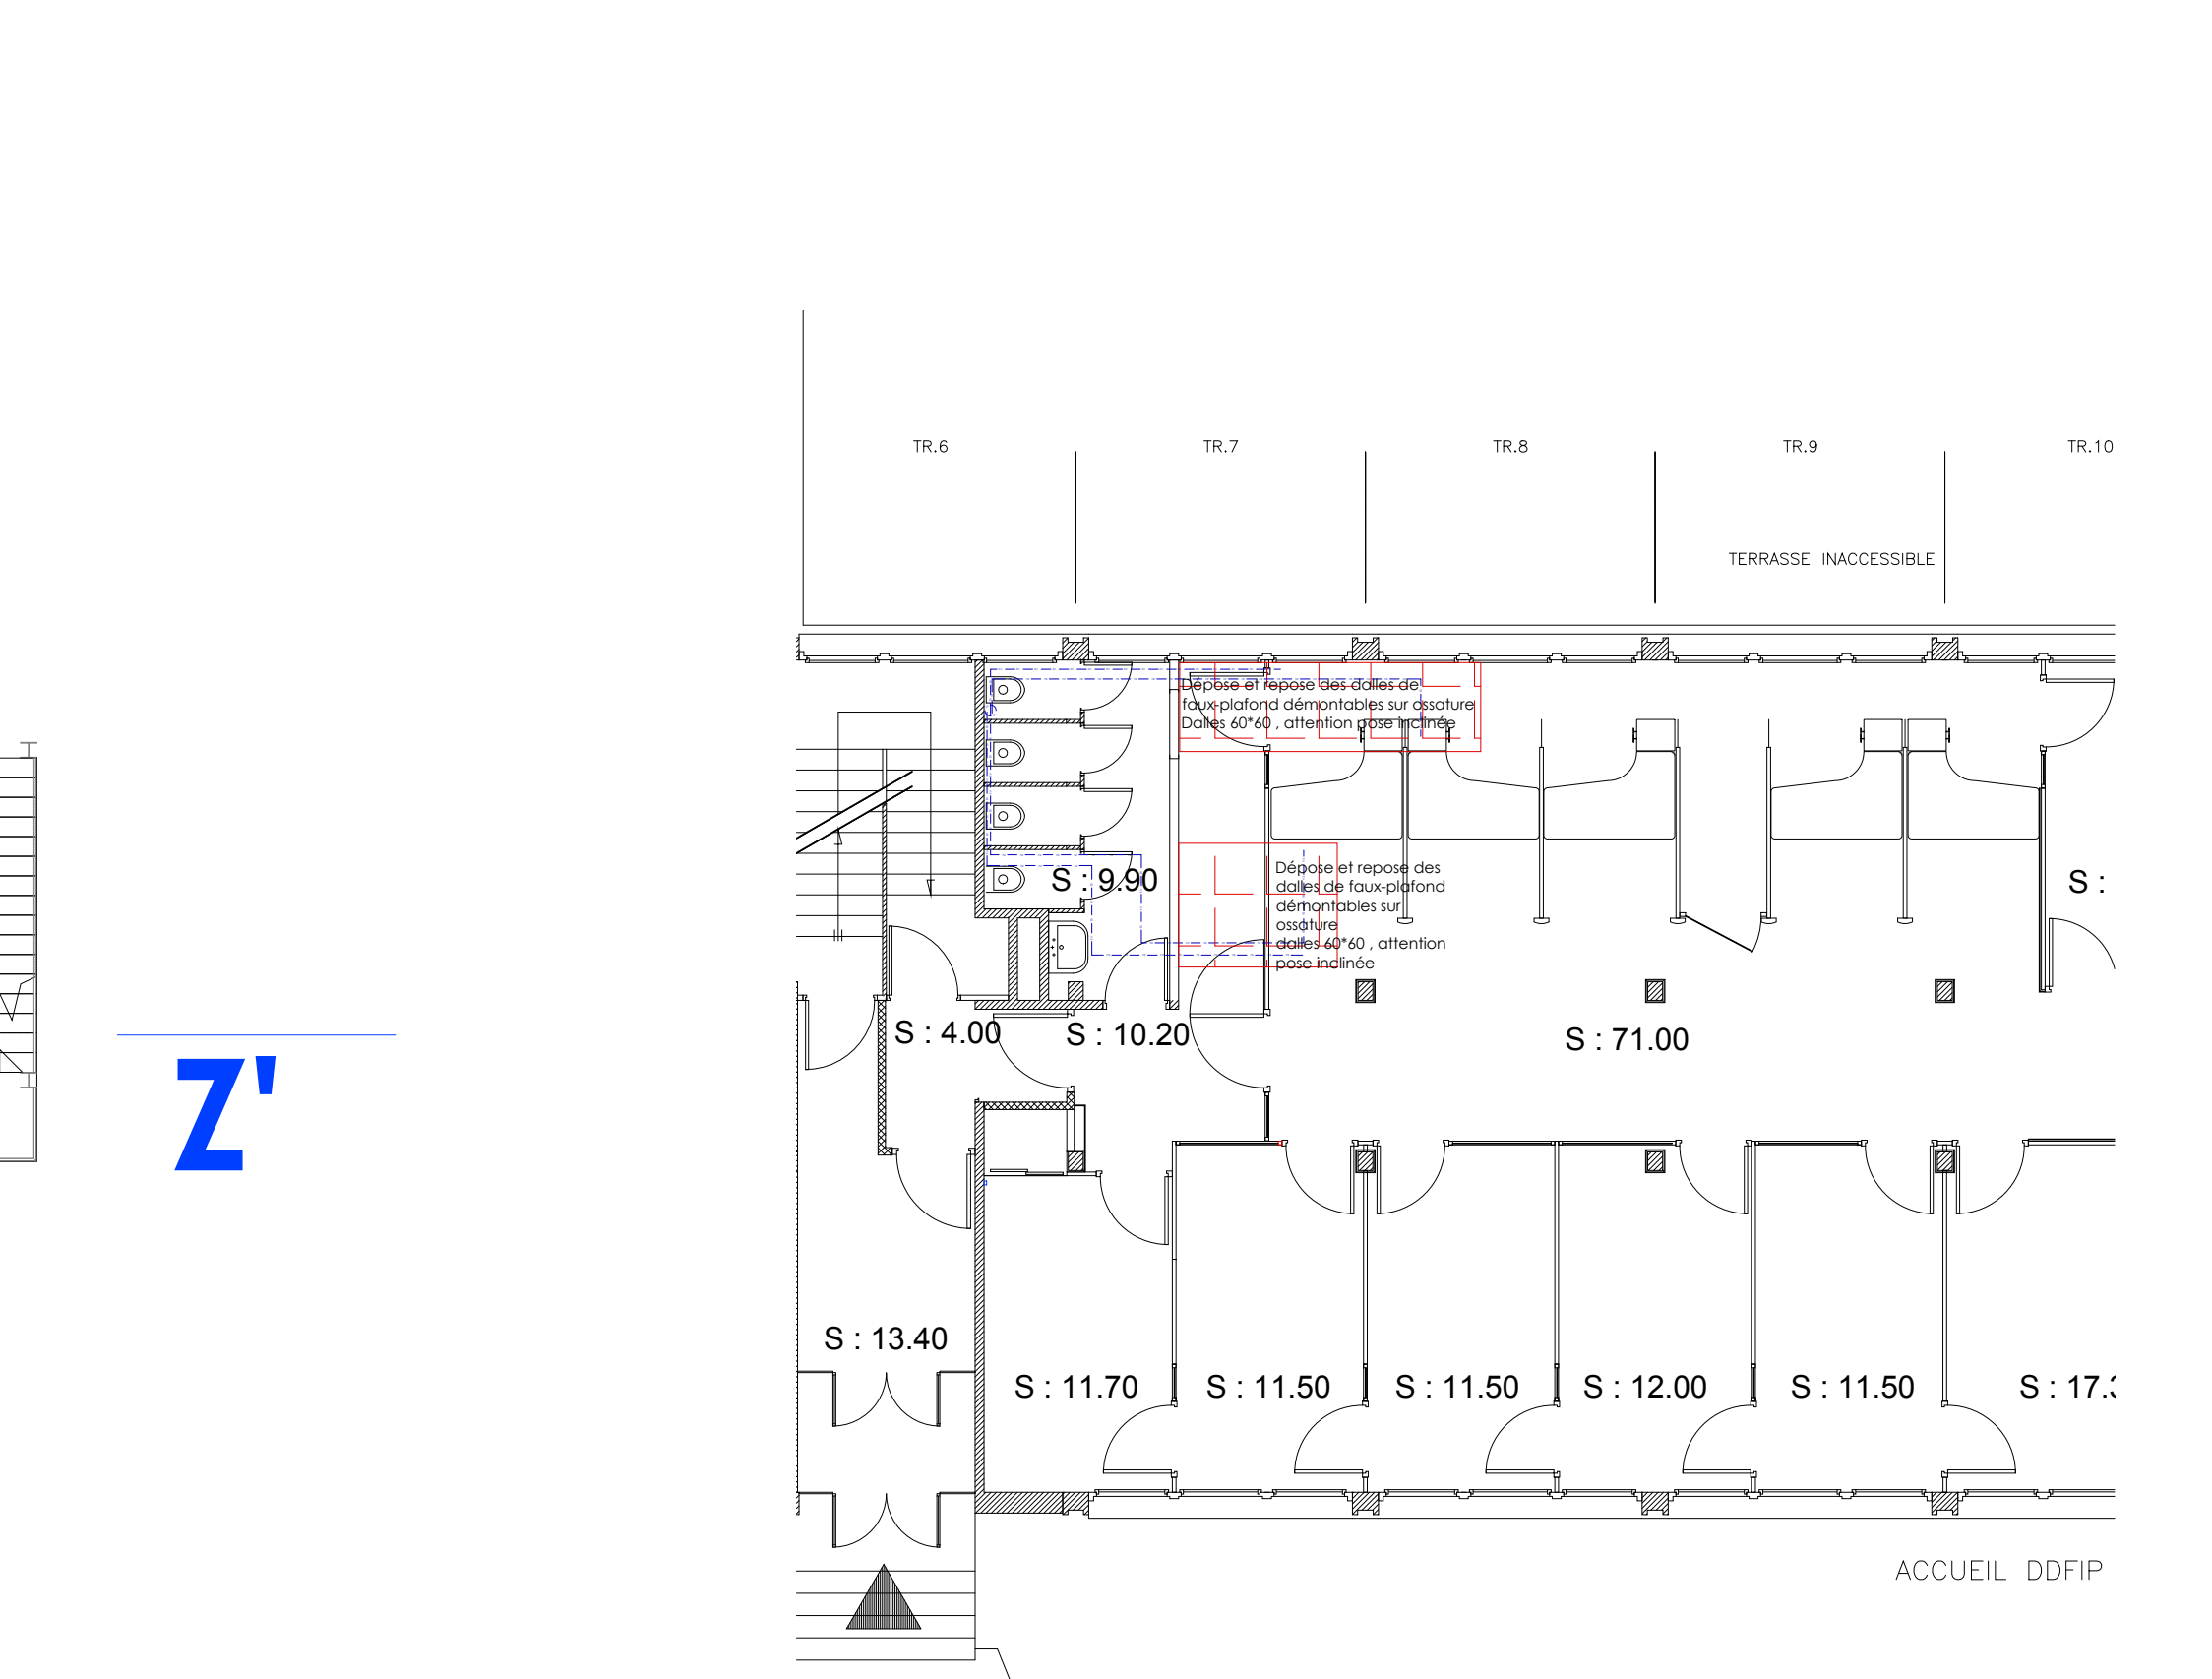 TR.6
TR.7
TR.8
TR.9
TR.10
TERRASSE INACCESSIBLE
Dépose et repose des dalles de
faux-plafond démontables sur ossature
Dalles 60*60 , attention pose inclinée
Dépose et repose des
dalles de faux-plafond
démontables sur
ossature
dalles 60*60 , attention
pose inclinée
S : 9.90
S :
S : 4.00
S : 10.20
S : 71.00
Z'
S : 13.40
S : 11.70
S : 11.50
S : 11.50
S : 12.00
S : 11.50
S : 17.
ACCUEIL DDFIP